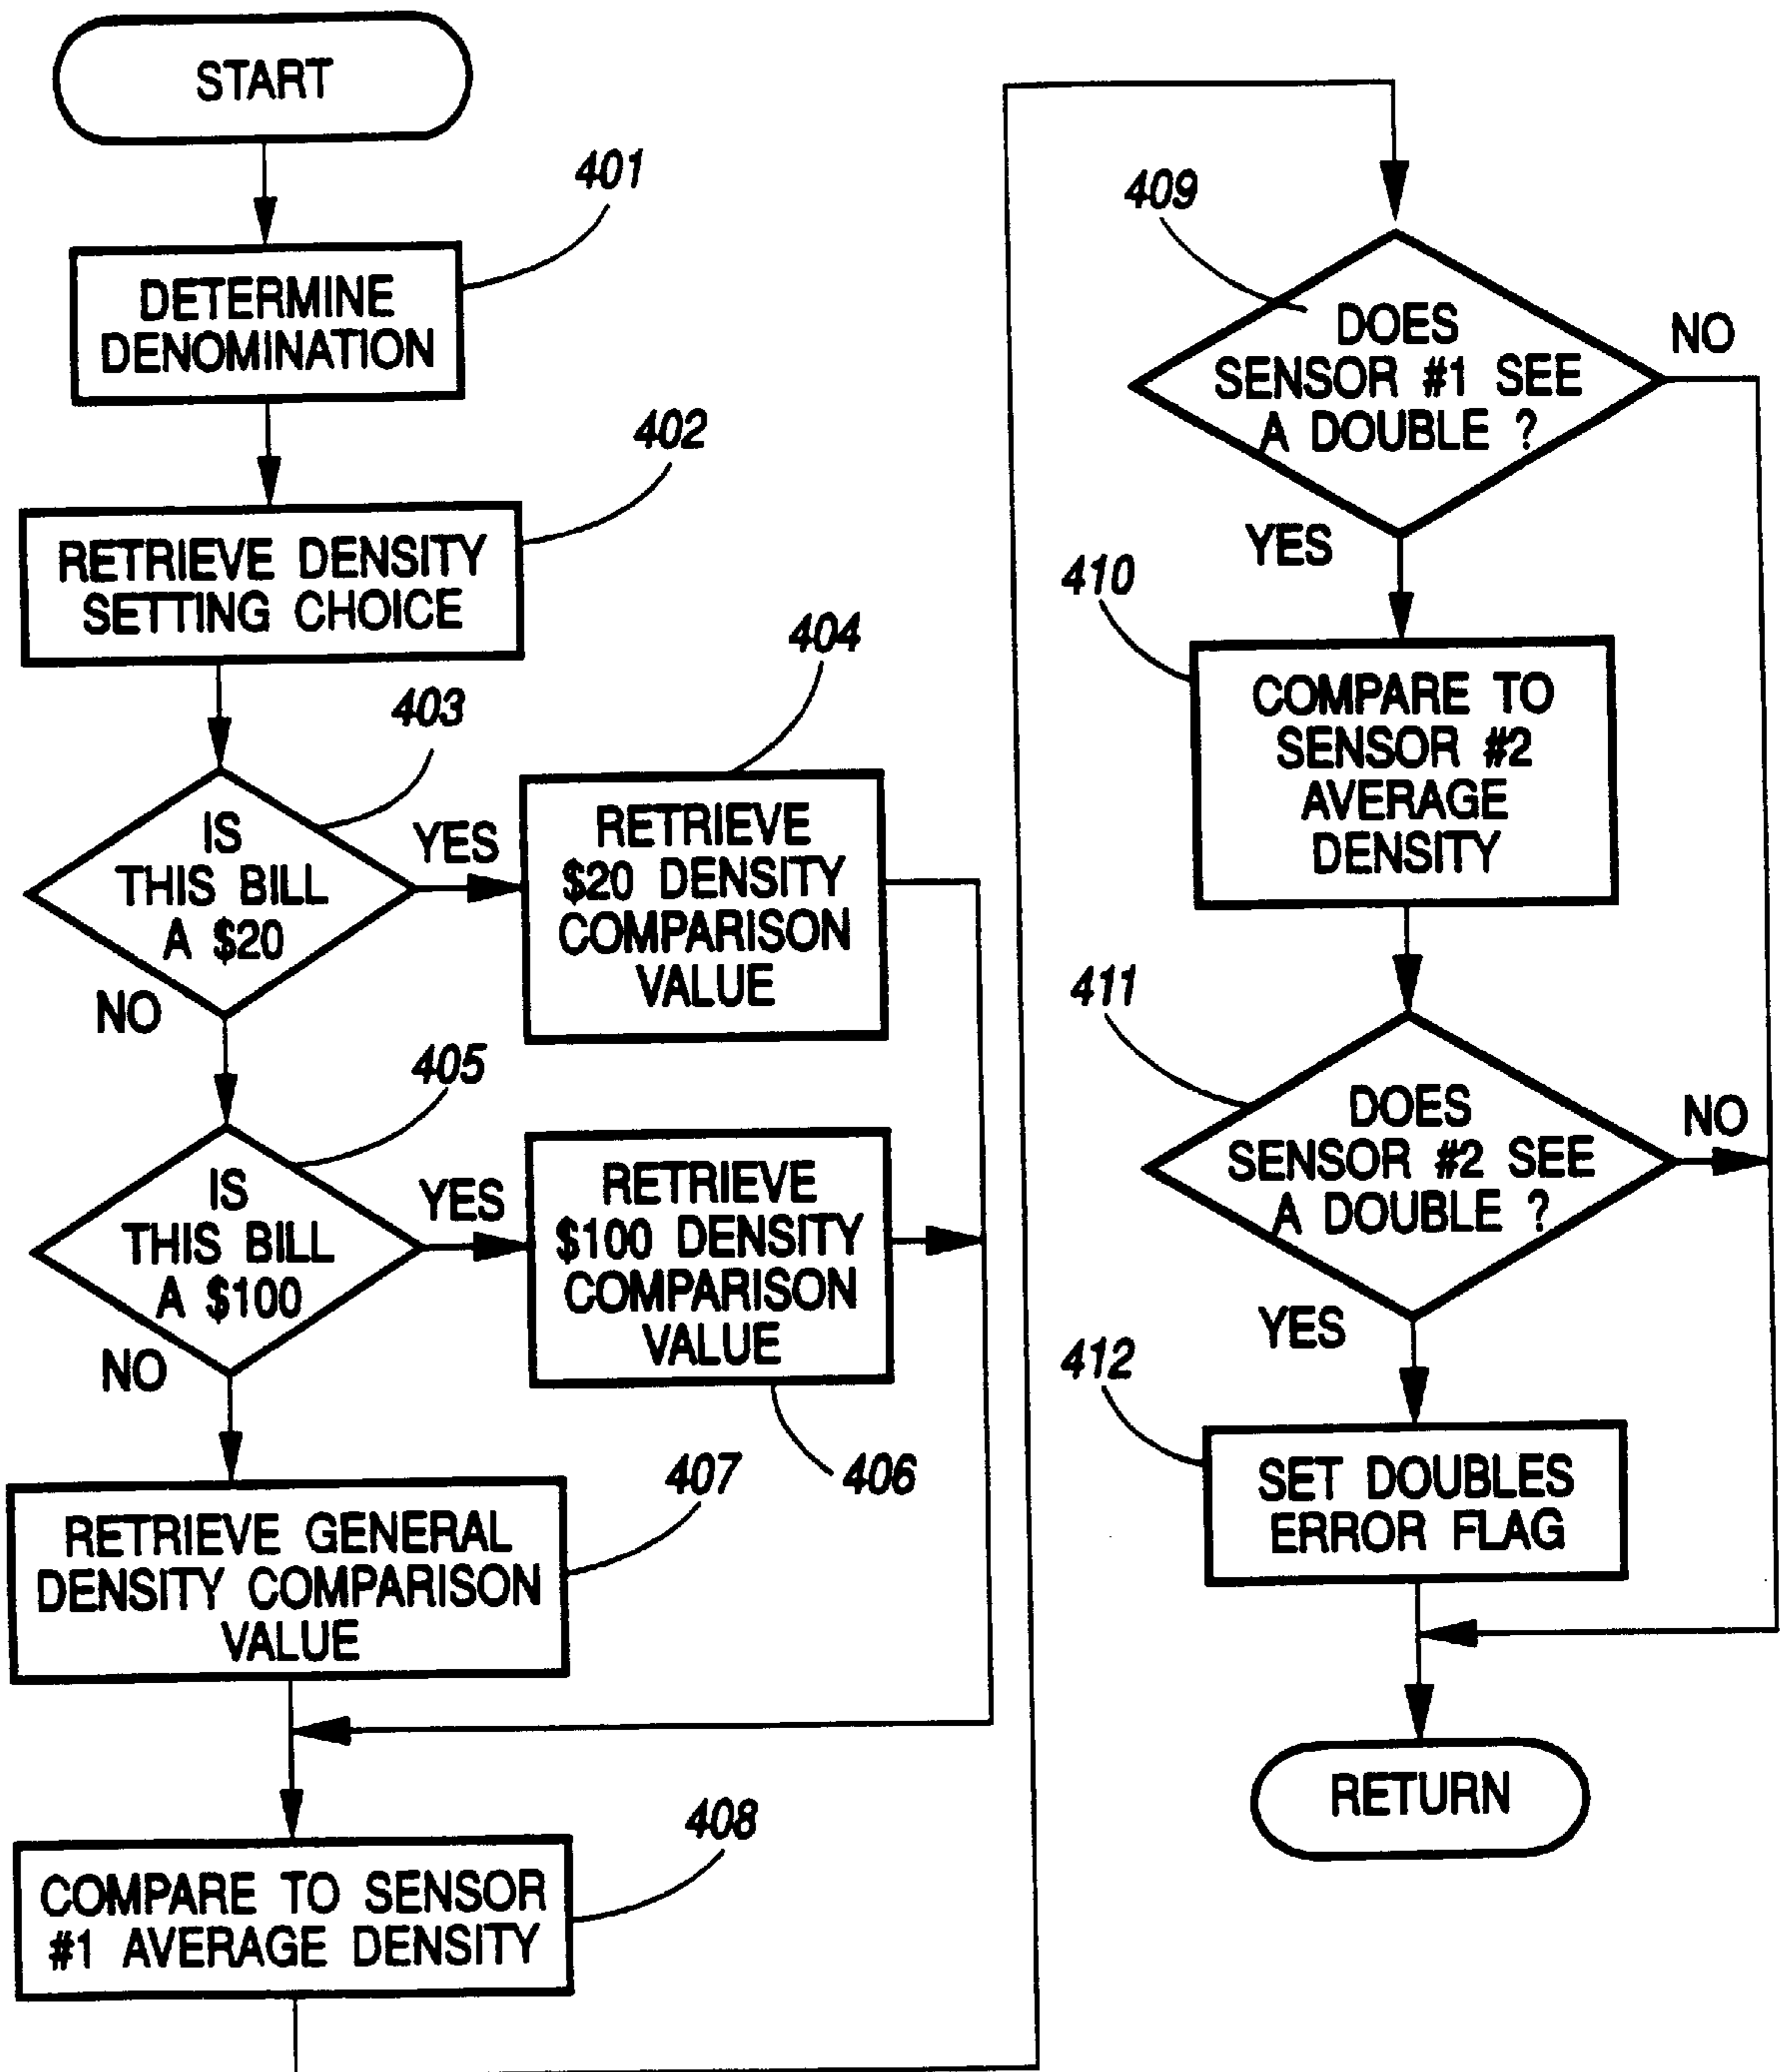 START
401
DETERMINE
DENOMINATION
402
RETRIEVE DENSITY
SETTING CHOICE
403
IS
THIS BILL
A $20
YES
NO
404
RETRIEVE
$20 DENSITY
COMPARISON
VALUE
405
IS
THIS BILL
A $100
YES
NO
RETRIEVE
$100 DENSITY
COMPARISON
VALUE
406
407
RETRIEVE GENERAL
DENSITY COMPARISON
VALUE
408
COMPARE TO SENSOR
#1 AVERAGE DENSITY
409
DOES
SENSOR #1 SEE
A DOUBLE ?
NO
YES
410
COMPARE TO
SENSOR #2
AVERAGE
DENSITY
411
DOES
SENSOR #2 SEE
A DOUBLE ?
NO
YES
412
SET DOUBLES
ERROR FLAG
RETURN